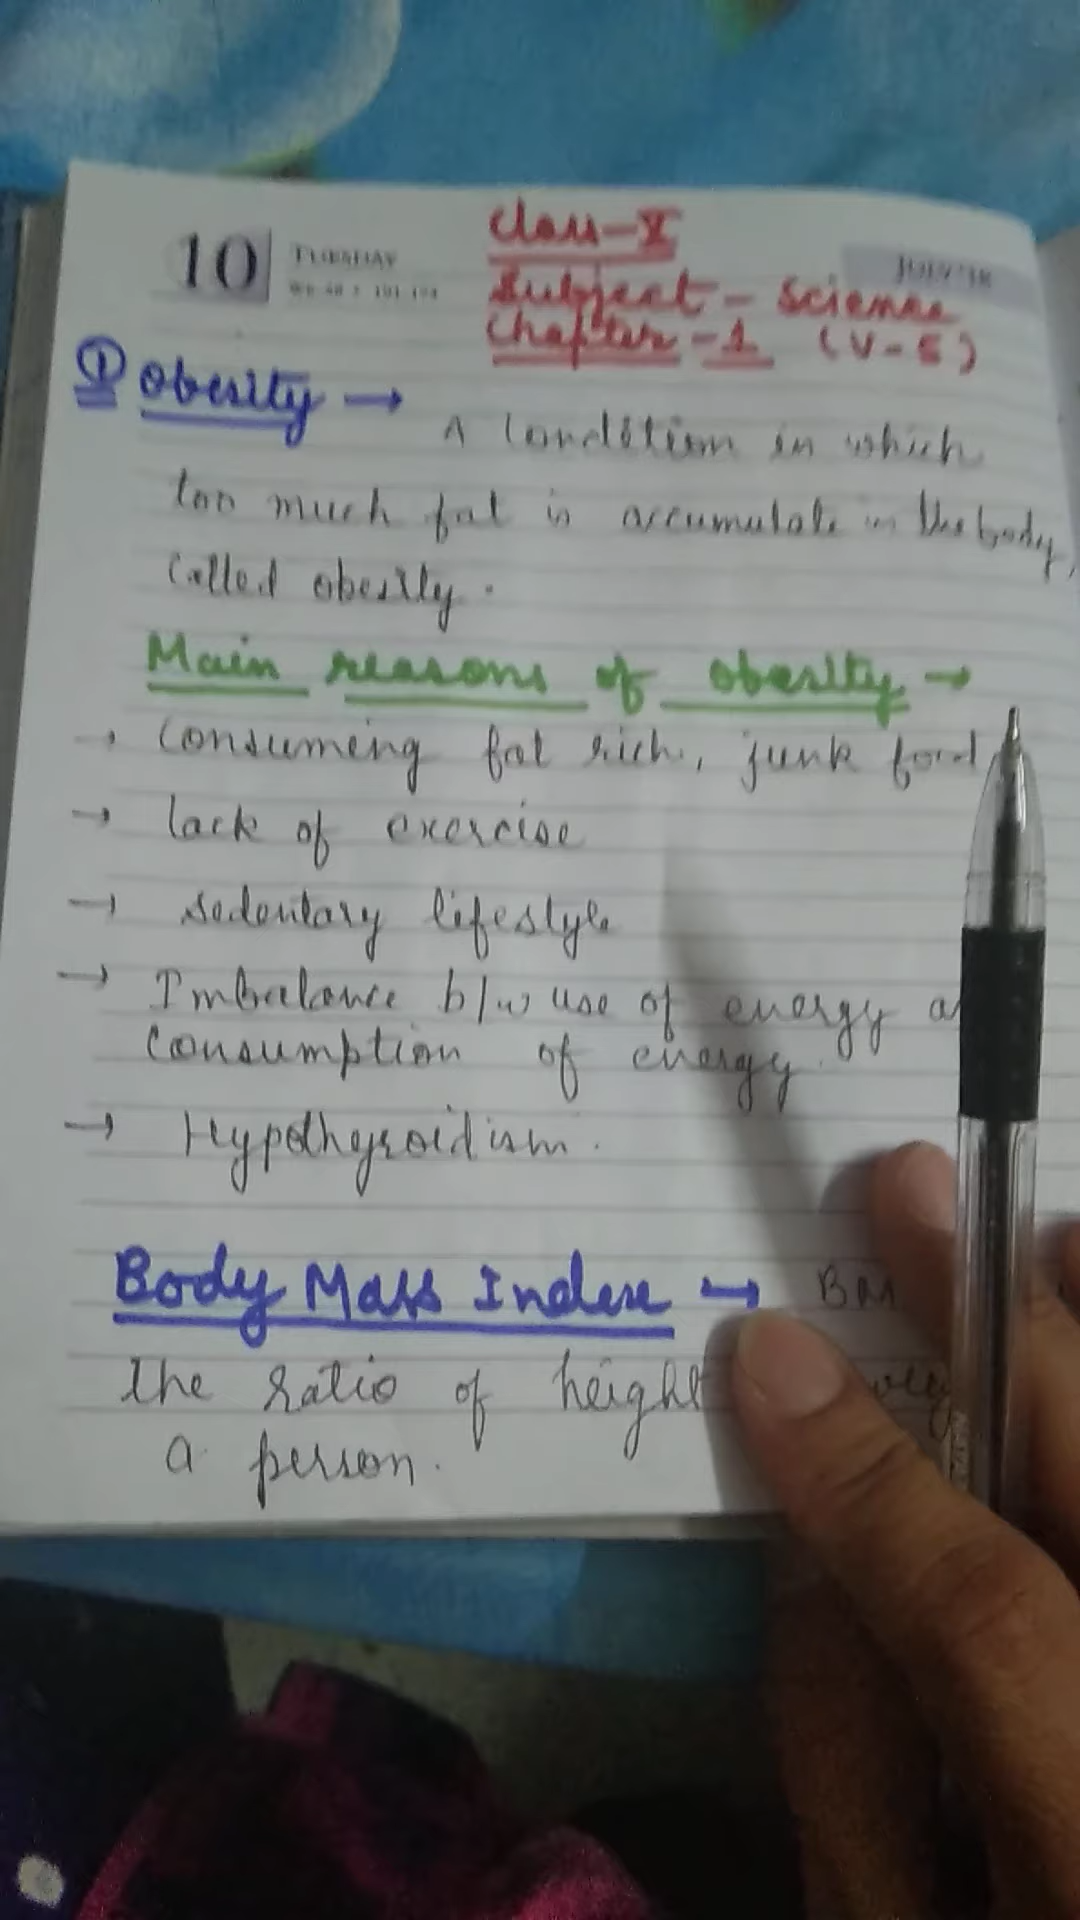 Class-X
10 TUESDAY JULY'18
Subject - Science
Chapter - 1 (V-5)
① Obesity →
A Condition in which
too much fat is accumulate in the body,
Called obesity.
Main reasons of obesity →
→ Consuming fat rich, junk food
→ lack of exercise
→ sedentary lifestyle
→ Imbalance b/w use of energy
Consumption of energy.
→ Hypothyroidism.
Body Mass Index →
The ratio of height
a person.